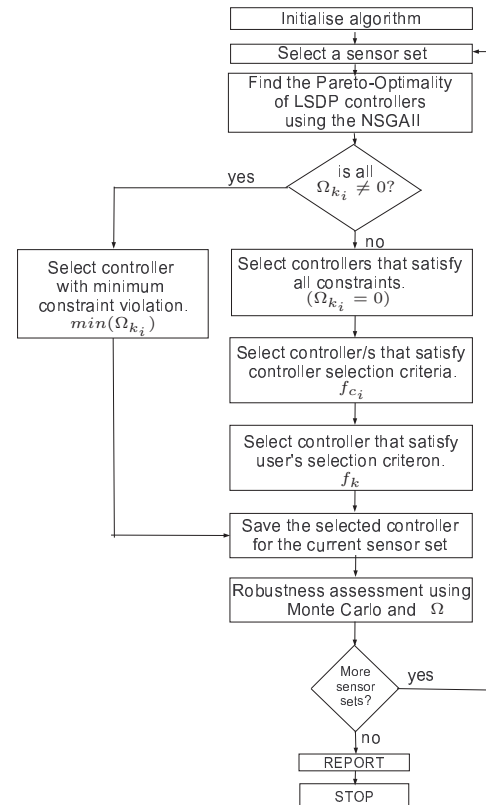 Initialise algorithm
Select a sensor set
Find the Pareto-Optimality
of LSDP controllers
using the NSGAII
is all
Ω_{k_i} ≠ 0?
yes
no
Select controller
with minimum
constraint violation.
min(Ω_{k_i})
Select controllers that satisfy
all constraints.
(Ω_{k_i} = 0)
Select controller/s that satisfy
controller selection criteria.
f_{c_i}
Select controller that satisfy
user's selection criteron.
f_k
Save the selected controller
for the current sensor set
Robustness assessment using
Monte Carlo and Ω
More
sensor
sets?
yes
no
REPORT
STOP